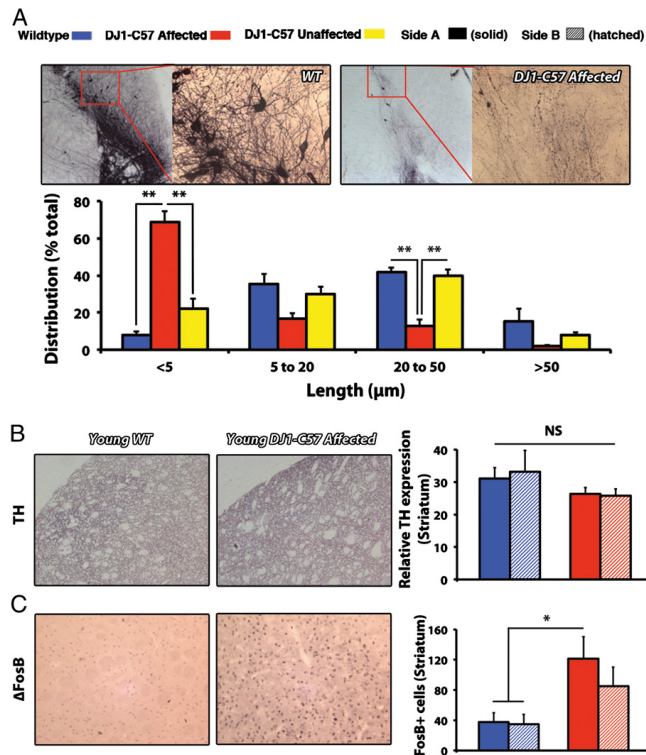 A
Wildtype DJ1-C57 Affected DJ1-C57 Unaffected Side A (solid) Side B (hatched)
WT
DJ1-C57 Affected
Distribution (% total)
80
60
40
20
0
** **
** **
<5 5 to 20 20 to 50 >50
Length (µm)
B
Young WT Young DJ1-C57 Affected
TH
Relative TH expression
(Striatum)
40
30
20
10
0
NS
C
ΔFosB
FosB+ cells (Striatum)
160
120
80
40
0
*